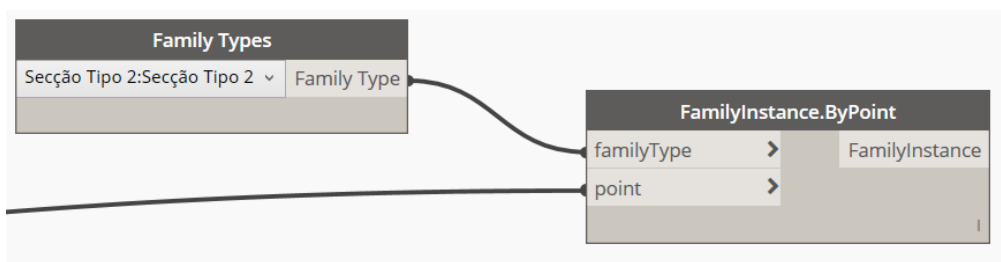 Family Types
Secção Tipo 2:Secção Tipo 2
Family Type
FamilyInstance.ByPoint
familyType
FamilyInstance
point